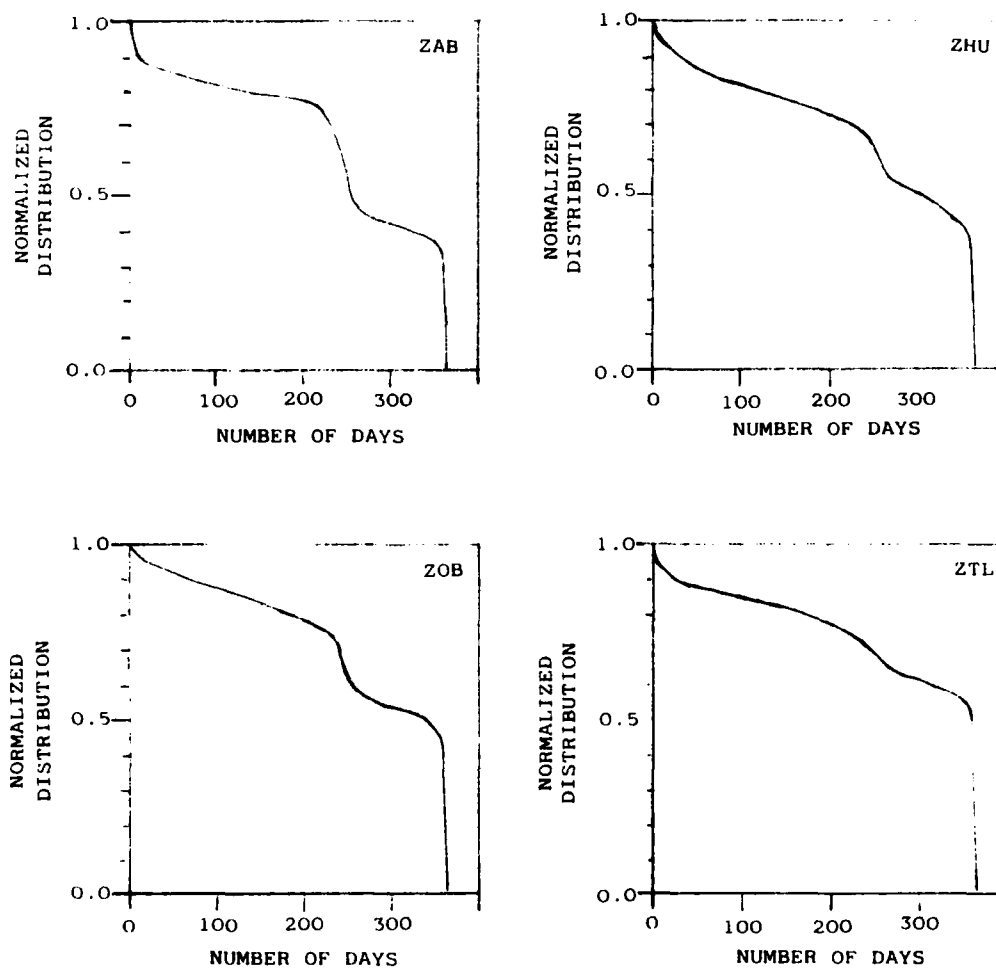 1.0
ZAB
NORMALIZED
DISTRIBUTION
0.5
0.0
0 100 200 300
NUMBER OF DAYS
1.0
ZHU
NORMALIZED
DISTRIBUTION
0.5
0.0
0 100 200 300
NUMBER OF DAYS
1.0
ZOB
NORMALIZED
DISTRIBUTION
0.5
0.0
0 100 200 300
NUMBER OF DAYS
1.0
ZTL
NORMALIZED
DISTRIBUTION
0.5
0.0
0 100 200 300
NUMBER OF DAYS